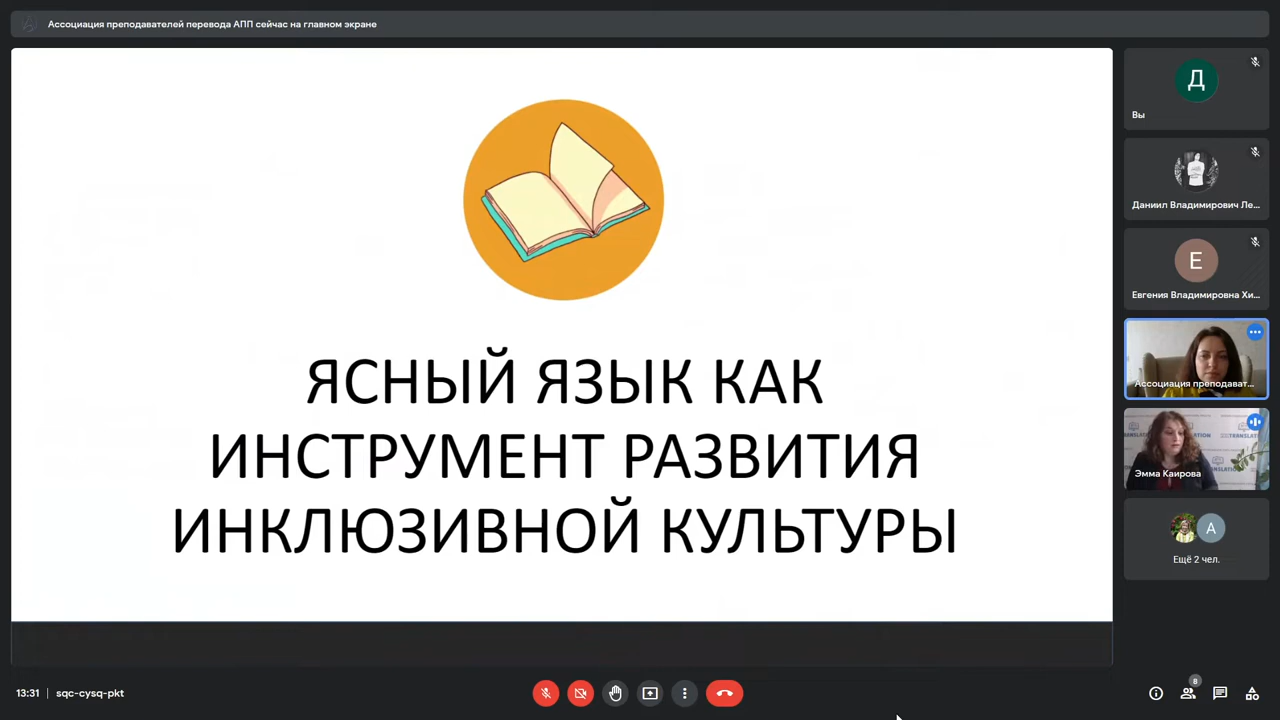 Ассоциация преподавателей перевода АПП сейчас на главном экране
ЯСНЫЙ ЯЗЫК КАК
ИНСТРУМЕНТ РАЗВИТИЯ
ИНКЛЮЗИВНОЙ КУЛЬТУРЫ
Д
Вы
Даниил Владимирович Ле...
Е
Евгения Владимировна Хи...
Ассоциация преподават...
TRANSLATION
Эмма Каирова
А
Ещё 2 чел.
13:31 | sqc-cysq-pkt
8